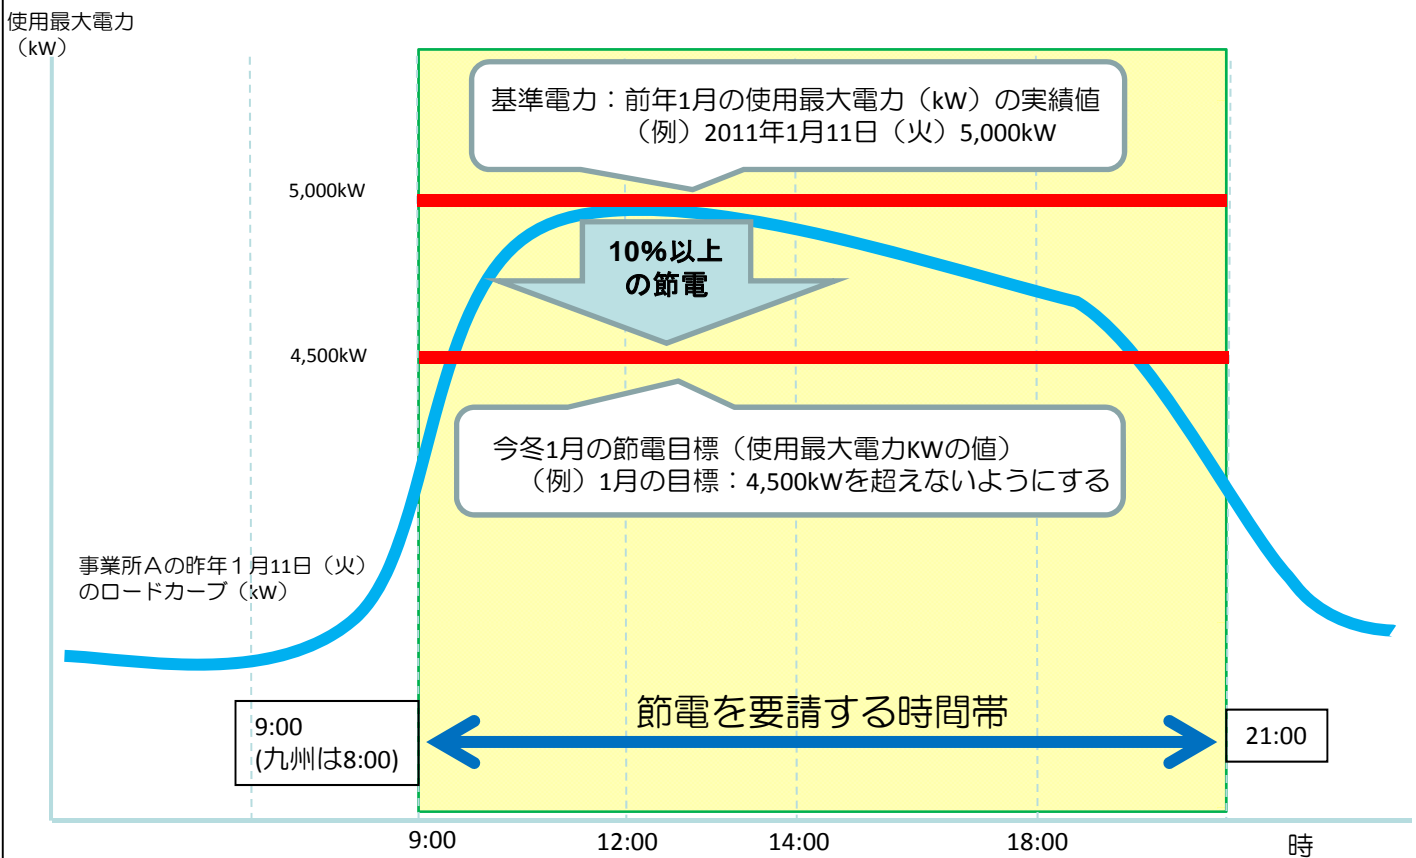 使用最大電力
（kW）
基準電力：前年1月の使用最大電力（kW）の実績値
（例）2011年1月11日（火）5,000kW
5,000kW
10%以上
の節電
4,500kW
今冬1月の節電目標（使用最大電力KWの値）
（例）1月の目標：4,500kWを超えないようにする
事業所Ａの昨年１月11日（火）
のロードカーブ（kW）
節電を要請する時間帯
9:00
(九州は8:00)
21:00
9:00
12:00
14:00
18:00
時